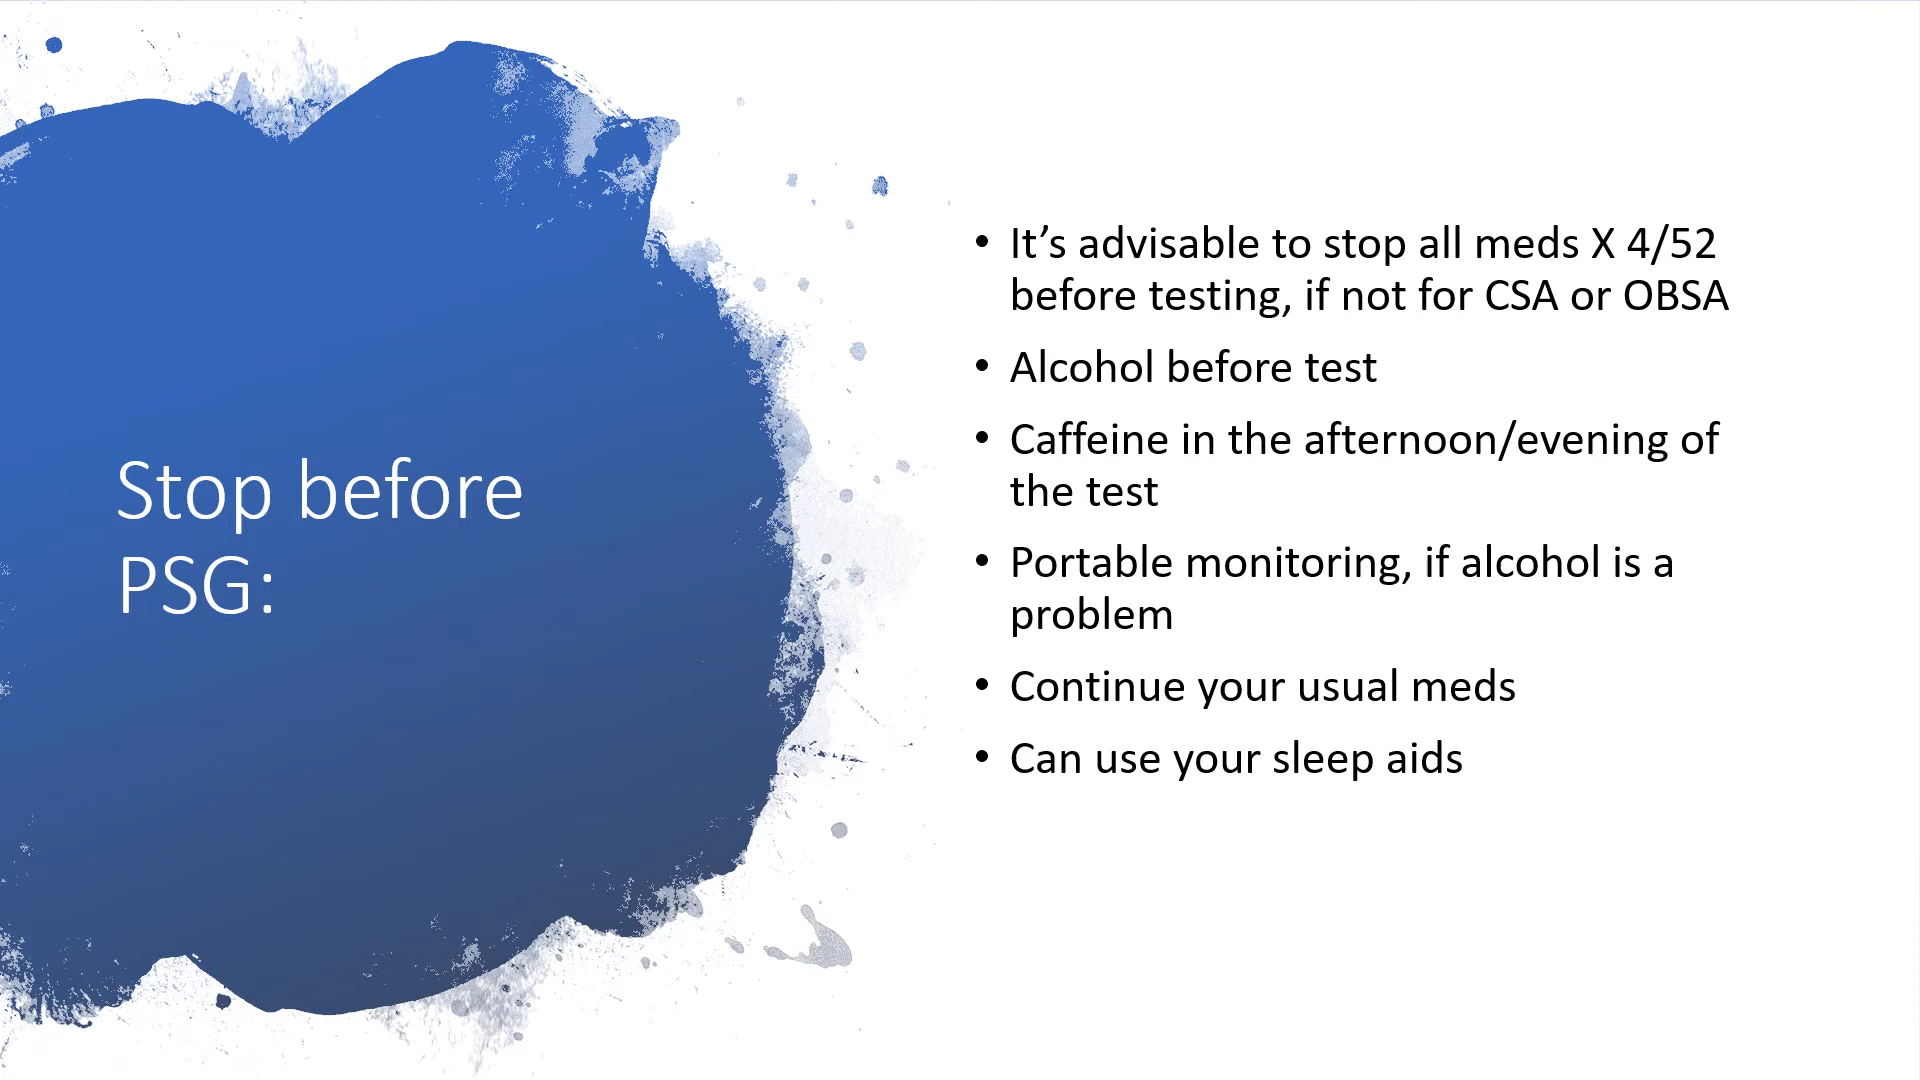 Stop before
PSG:
• It’s advisable to stop all meds X 4/52
before testing, if not for CSA or OBSA
• Alcohol before test
• Caffeine in the afternoon/evening of
the test
• Portable monitoring, if alcohol is a
problem
• Continue your usual meds
• Can use your sleep aids